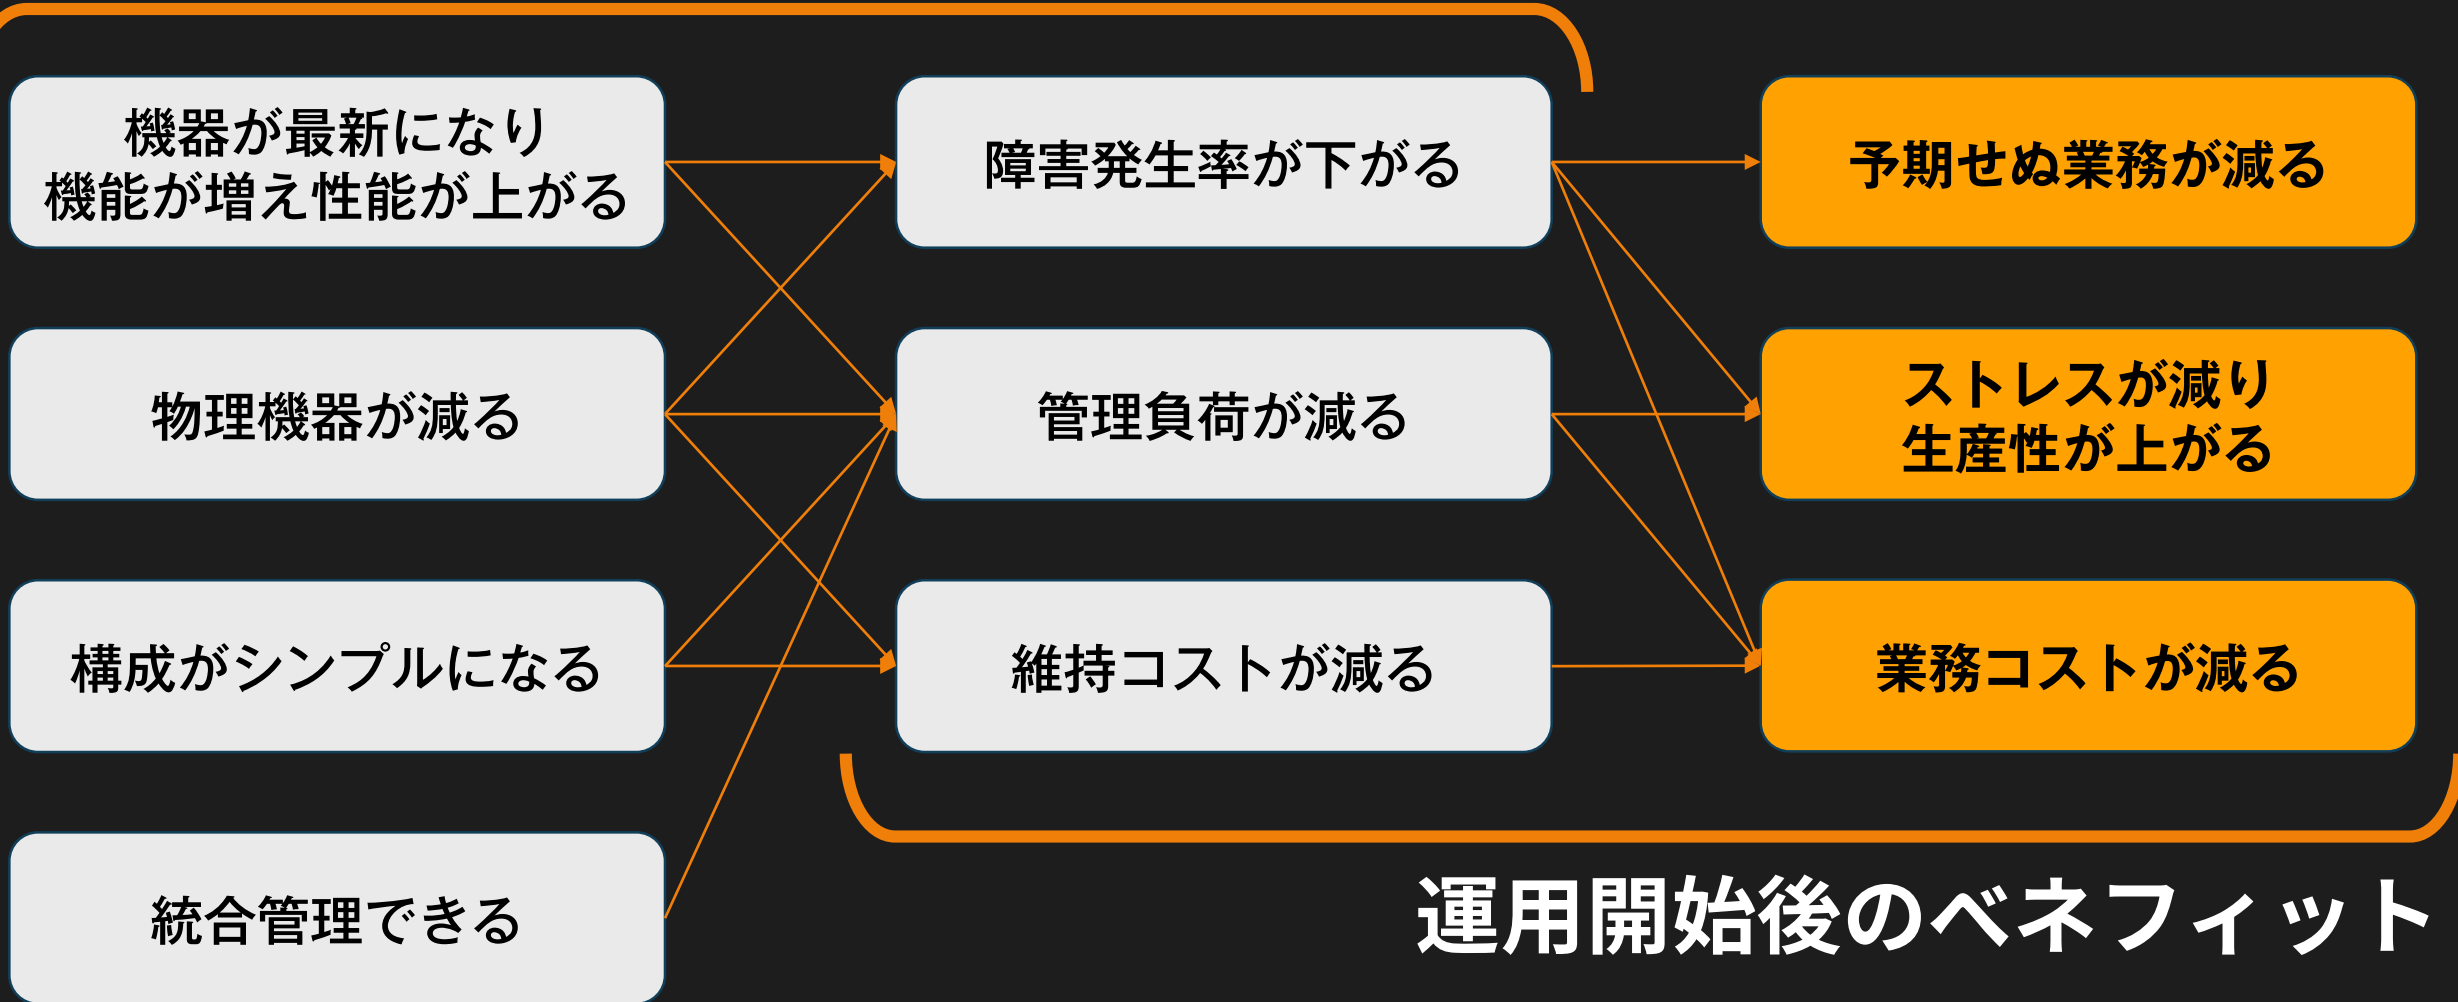 機器が最新になり
機能が増え性能が上がる
障害発生率が下がる
予期せぬ業務が減る
物理機器が減る
管理負荷が減る
ストレスが減り
生産性が上がる
構成がシンプルになる
維持コストが減る
業務コストが減る
統合管理できる
運用開始後のベネフィット